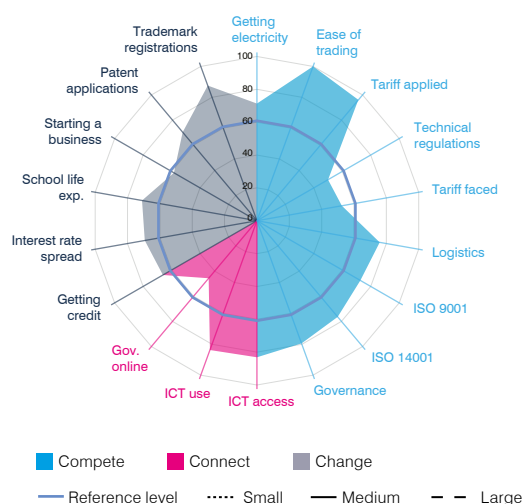 Getting
electricity
Trademark
registrations
Ease of
trading
Patent
applications
Tariff applied
Starting a
business
Technical
regulations
School life
exp.
Tariff faced
Interest rate
spread
Logistics
Getting
credit
ISO 9001
Gov.
online
ISO 14001
ICT use
ICT access
Governance
100
80
60
40
20
0
Compete
Connect
Change
Reference level
Small
Medium
Large